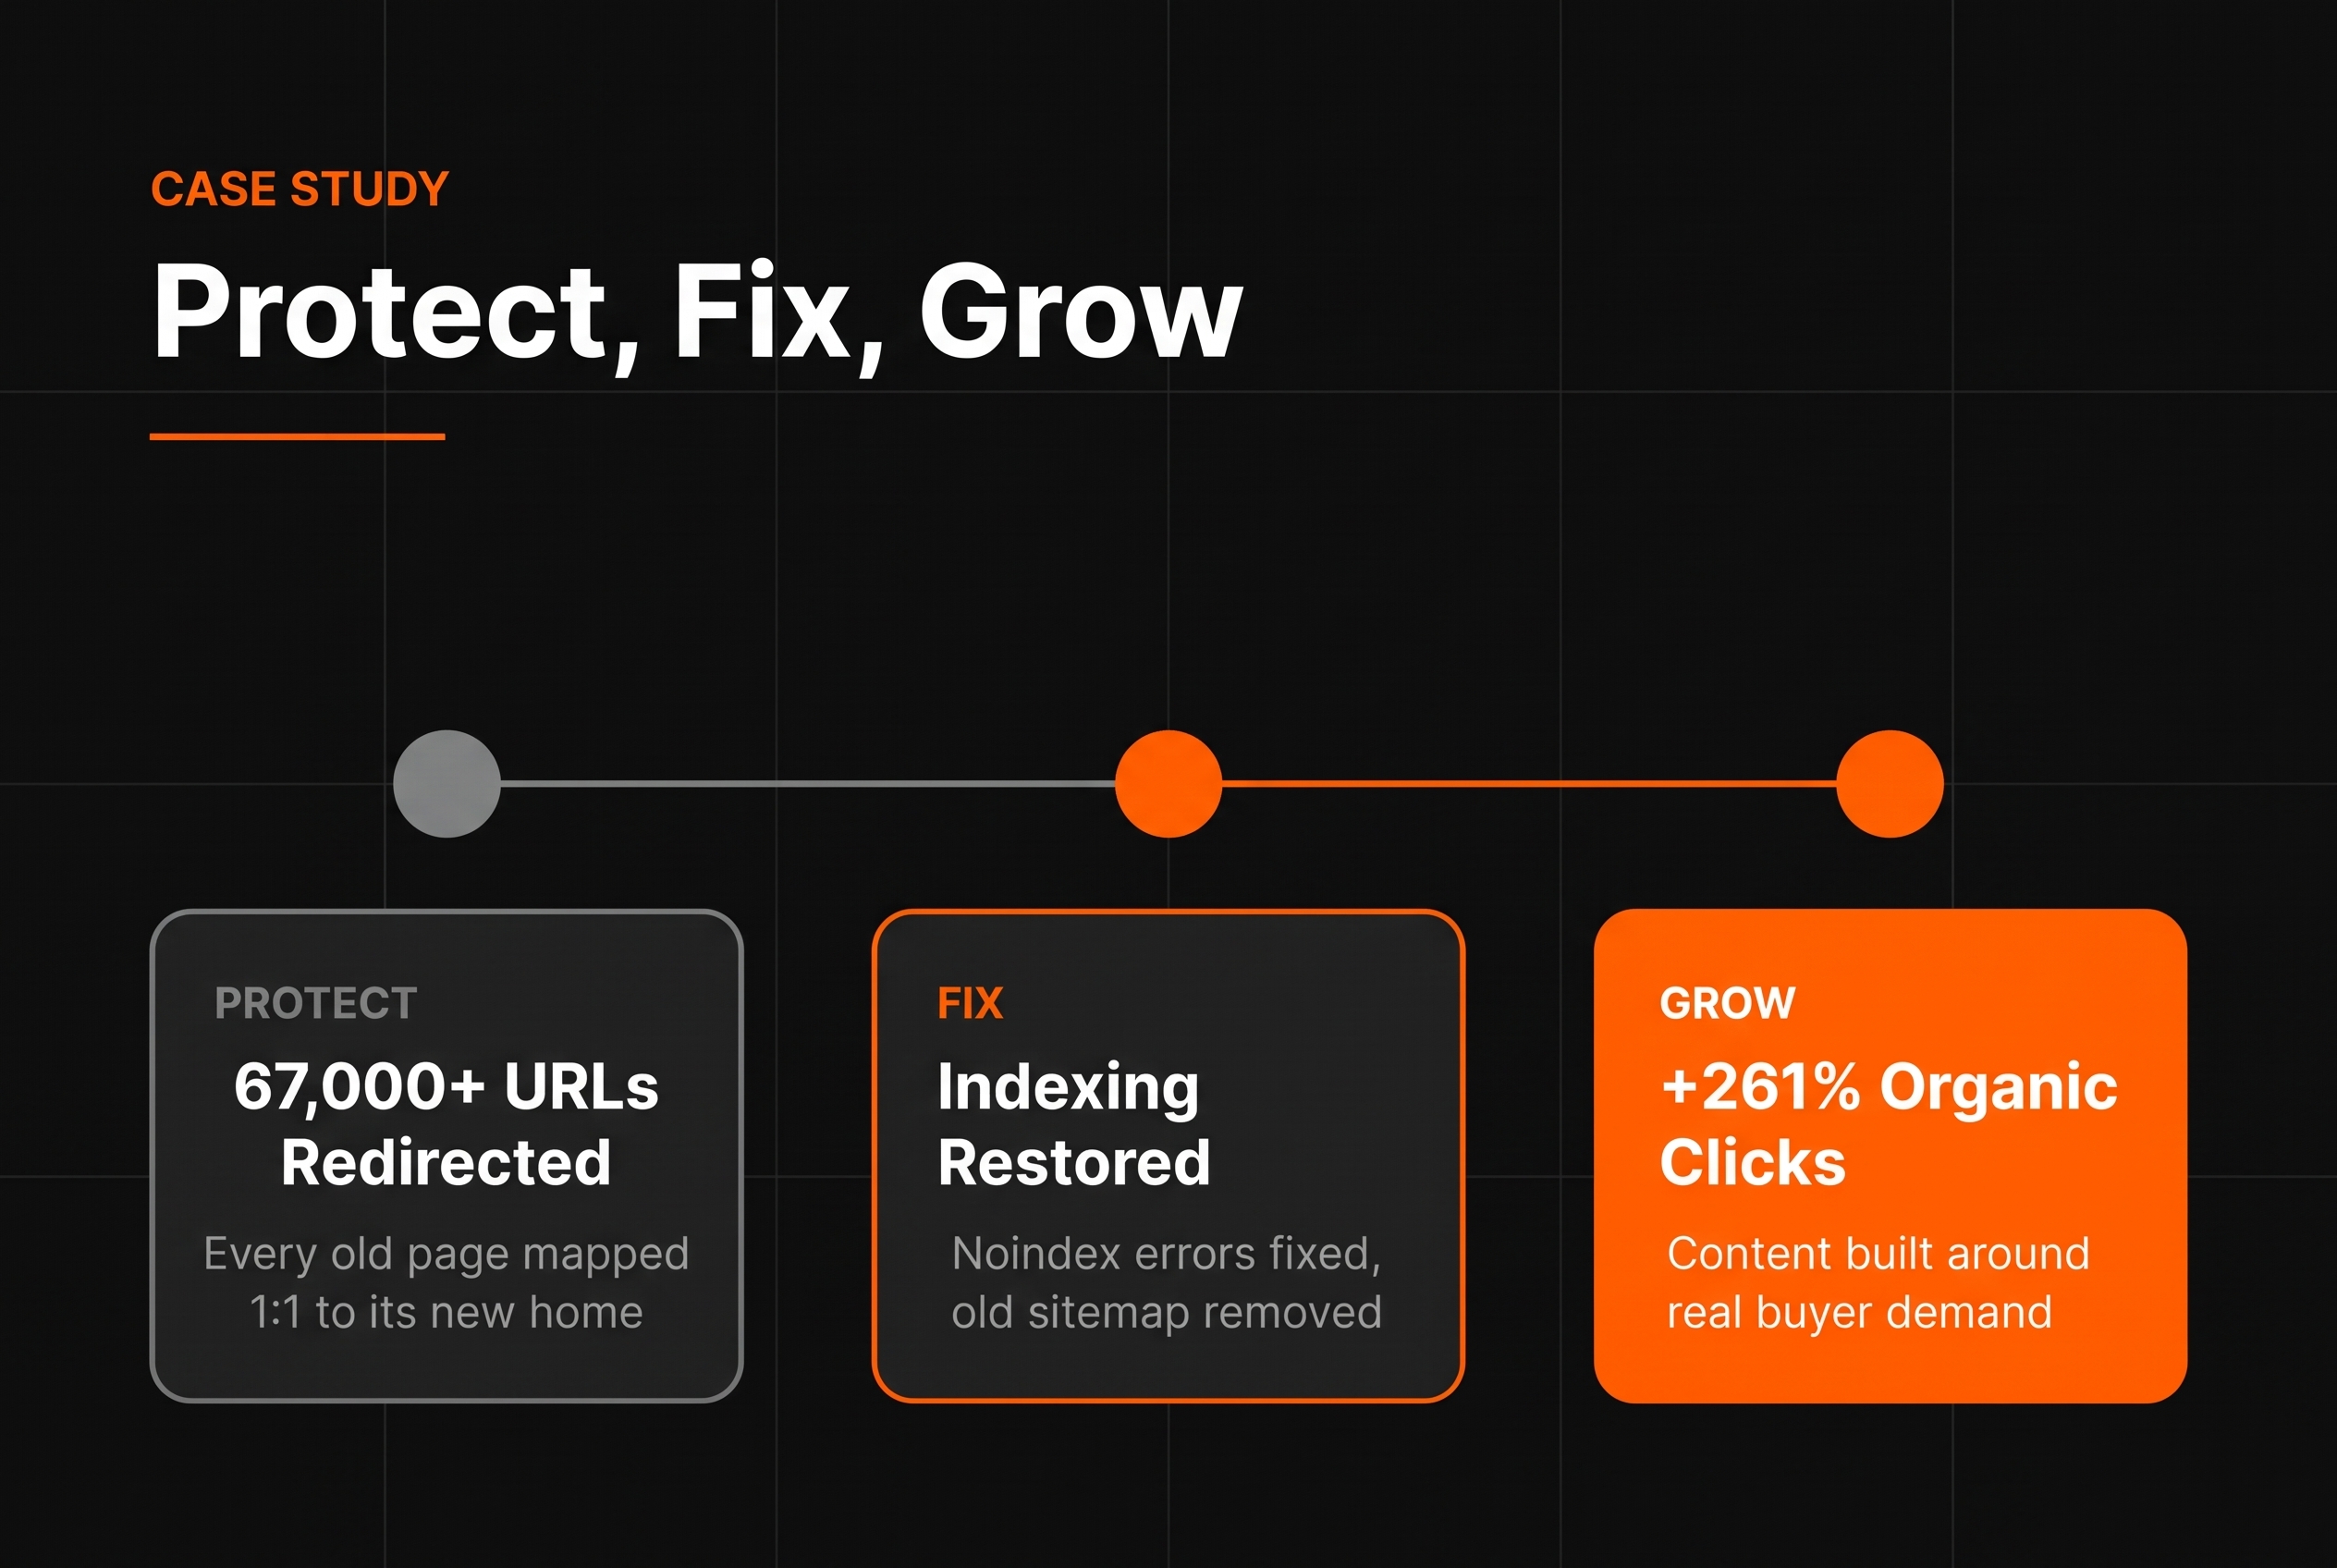 CASE STUDY
Protect, Fix, Grow
PROTECT
67,000+ URLs
Redirected
Every old page mapped
1:1 to its new home
FIX
Indexing
Restored
Noindex errors fixed,
old sitemap removed
GROW
+261% Organic
Clicks
Content built around
real buyer demand